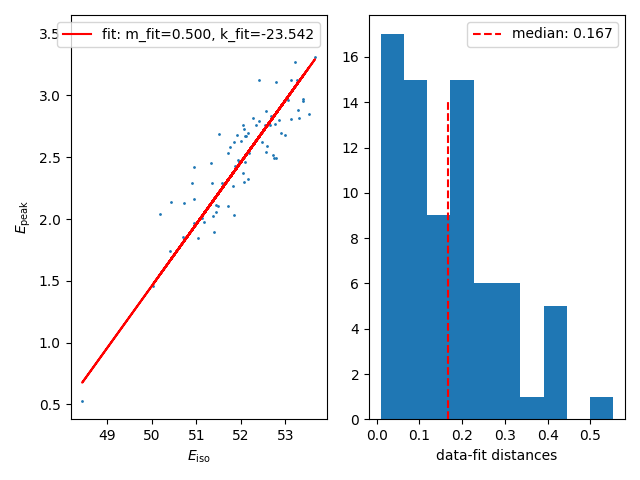 3.5
fit: m_fit=0.500, k_fit=-23.542
3.0
2.5
2.0
1.5
1.0
0.5
E_peak
49 50 51 52 53
E_iso
median: 0.167
16
14
12
10
8
6
4
2
0
0.0 0.1 0.2 0.3 0.4 0.5
data-fit distances